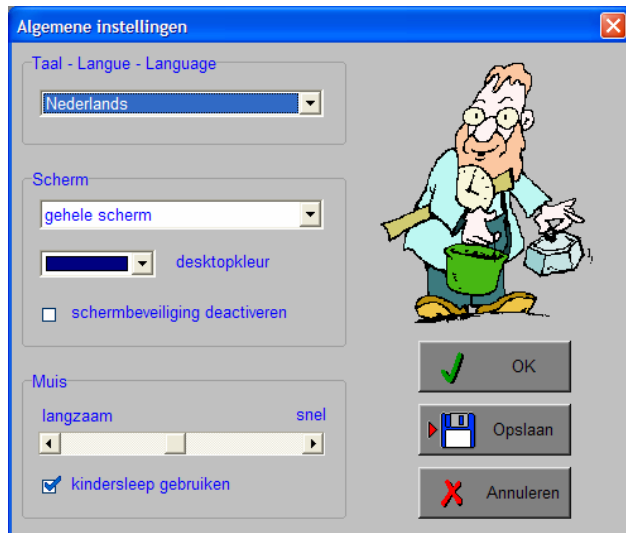 Algemene instellingen
Taal - Langue - Language
Nederlands
Scherm
gehele scherm
desktopkleur
schermbeveiliging deactiveren
Muis
langzaam snel
kindersleep gebruiken
OK
Opslaan
Annuleren